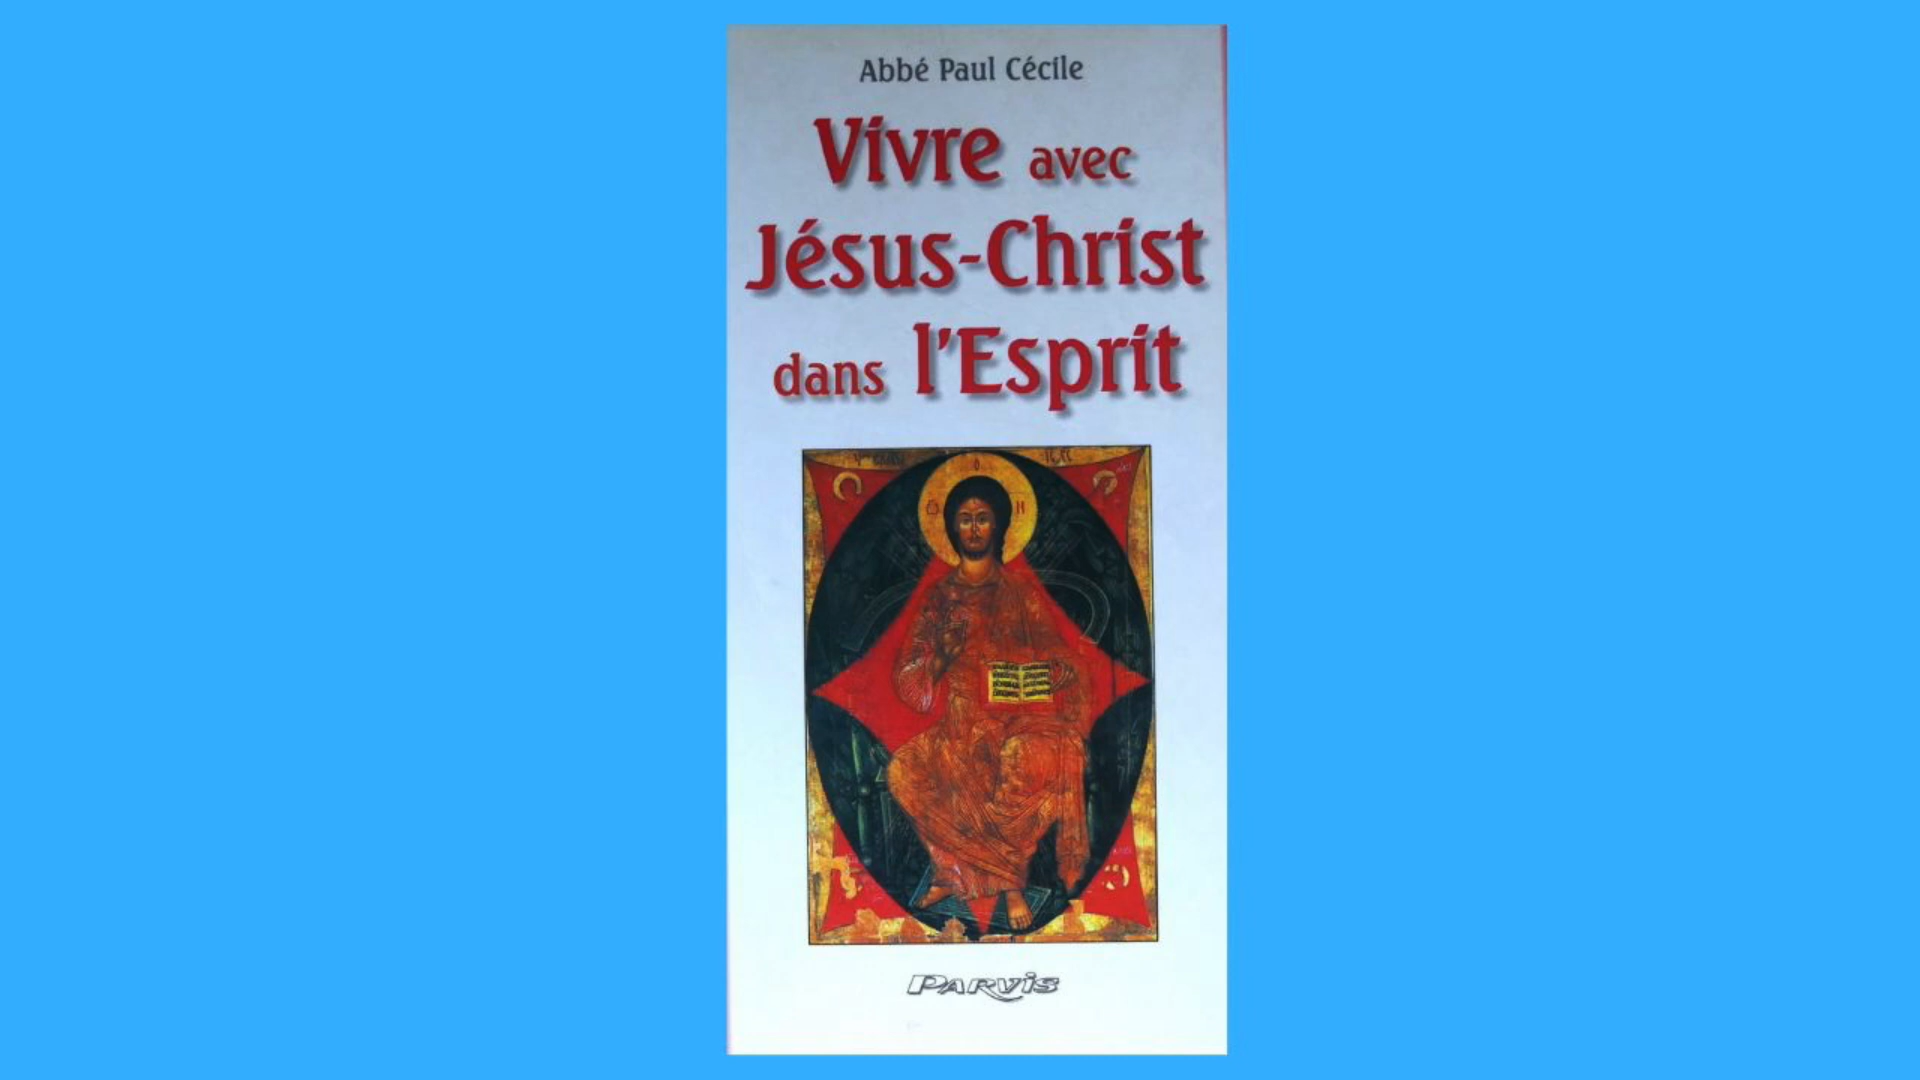 Abbé Paul Cécile
Vivre avec
Jésus-Christ
dans l'Esprit
PARVIS